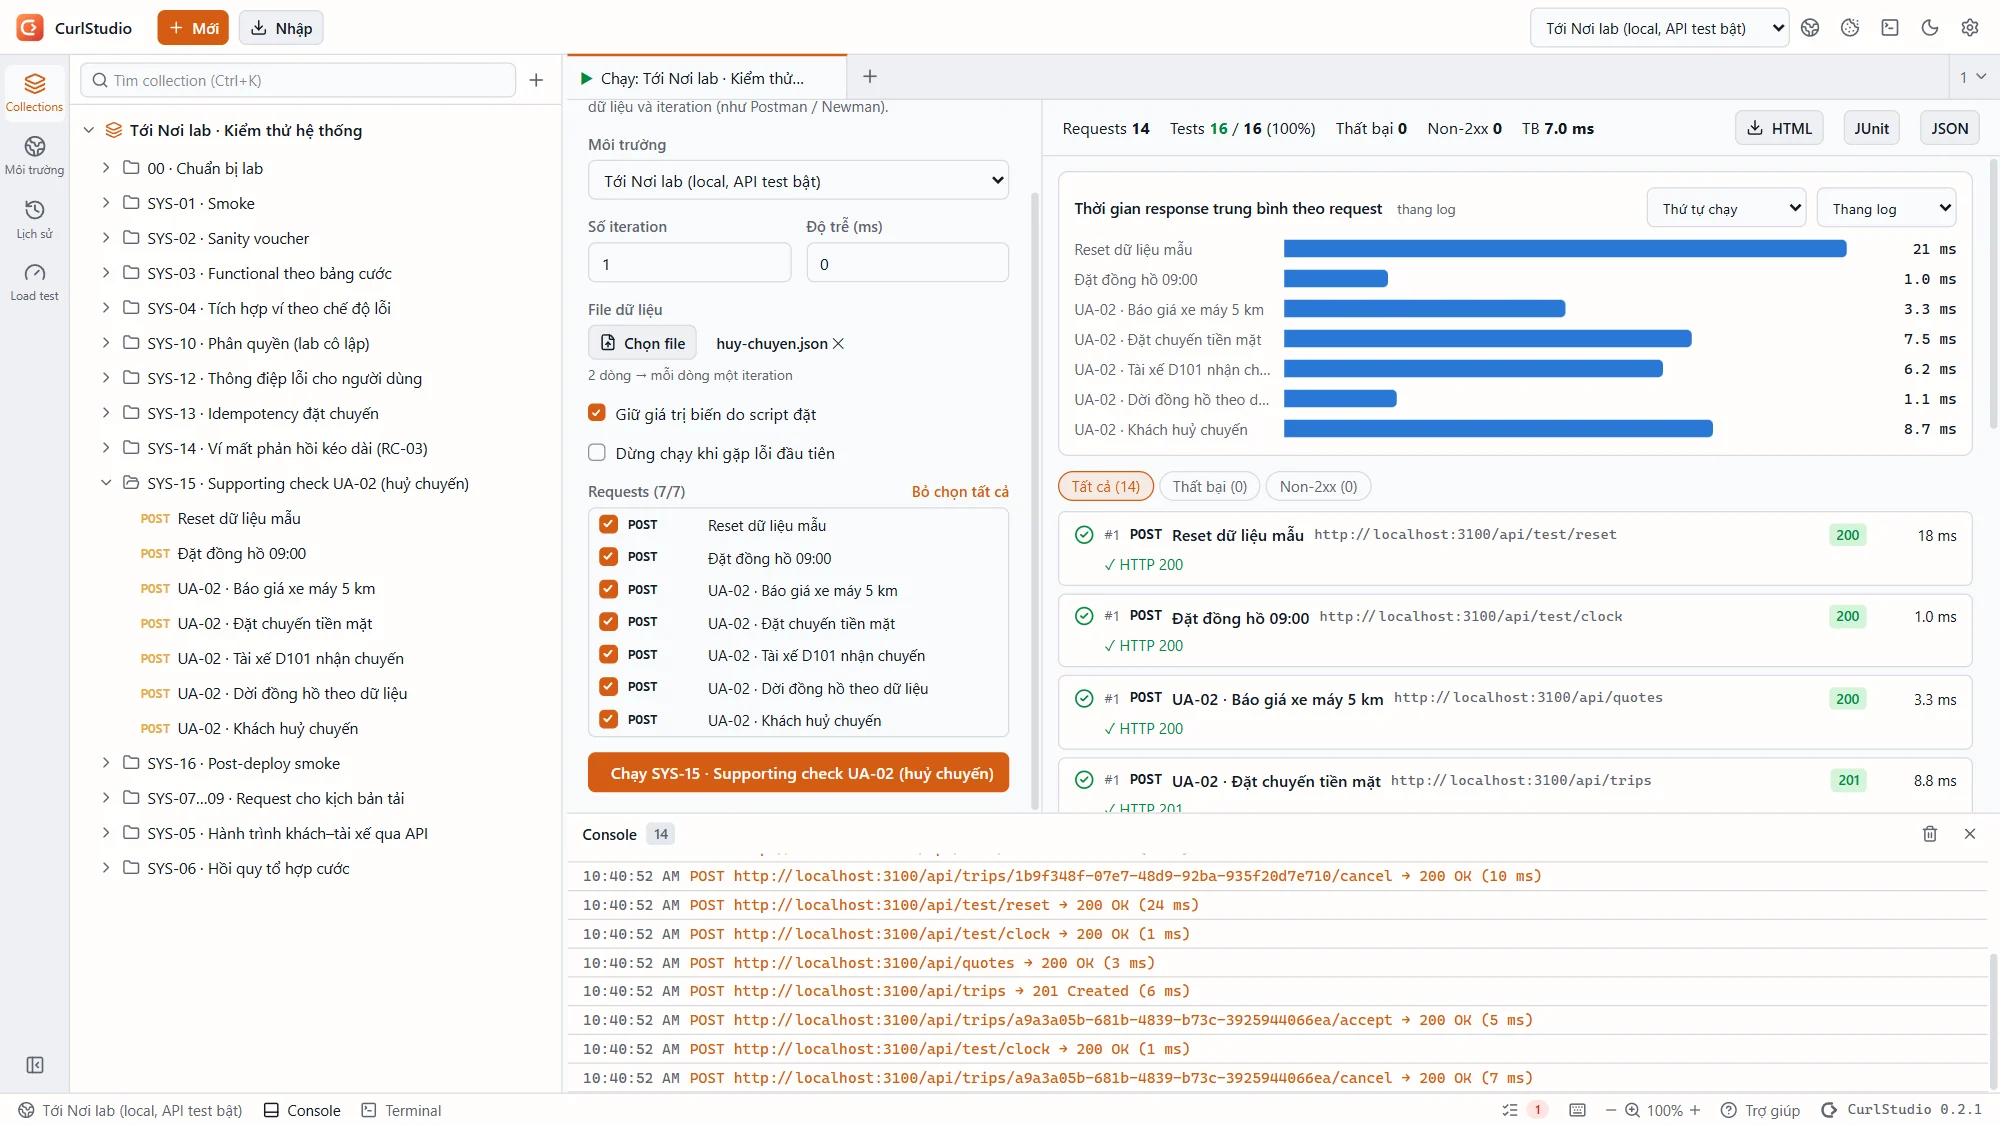 CurlStudio
Mới
Nhập
Tới Nơi lab (local, API test bật)
Collections
Môi trường
Lịch sử
Load test
Tìm collection (Ctrl+K)
Tới Nơi lab · Kiểm thử hệ thống
00 · Chuẩn bị lab
SYS-01 · Smoke
SYS-02 · Sanity voucher
SYS-03 · Functional theo bảng cước
SYS-04 · Tích hợp ví theo chế độ lỗi
SYS-10 · Phân quyền (lab cô lập)
SYS-12 · Thông điệp lỗi cho người dùng
SYS-13 · Idempotency đặt chuyến
SYS-14 · Ví mất phản hồi kéo dài (RC-03)
SYS-15 · Supporting check UA-02 (huỷ chuyến)
POST Reset dữ liệu mẫu
POST Đặt đồng hồ 09:00
POST UA-02 · Báo giá xe máy 5 km
POST UA-02 · Đặt chuyến tiền mặt
POST UA-02 · Tài xế D101 nhận chuyến
POST UA-02 · Dời đồng hồ theo dữ liệu
POST UA-02 · Khách huỷ chuyến
SYS-16 · Post-deploy smoke
SYS-07...09 · Request cho kịch bản tải
SYS-05 · Hành trình khách–tài xế qua API
SYS-06 · Hồi quy tổ hợp cước
Chạy: Tới Nơi lab · Kiểm thử...
1
dữ liệu và iteration (như Postman / Newman).
Môi trường
Tới Nơi lab (local, API test bật)
Số iteration
Độ trễ (ms)
1
0
File dữ liệu
Chọn file
huy-chuyen.json
2 dòng → mỗi dòng một iteration
Giữ giá trị biến do script đặt
Dừng chạy khi gặp lỗi đầu tiên
Requests (7/7)
Bỏ chọn tất cả
POST Reset dữ liệu mẫu
POST Đặt đồng hồ 09:00
POST UA-02 · Báo giá xe máy 5 km
POST UA-02 · Đặt chuyến tiền mặt
POST UA-02 · Tài xế D101 nhận chuyến
POST UA-02 · Dời đồng hồ theo dữ liệu
POST UA-02 · Khách huỷ chuyến
Chạy SYS-15 · Supporting check UA-02 (huỷ chuyến)
Requests 14 Tests 16 / 16 (100%) Thất bại 0 Non-2xx 0 TB 7.0 ms
HTML
JUnit
JSON
Thời gian response trung bình theo request thang log
Thứ tự chạy
Thang log
Reset dữ liệu mẫu 21 ms
Đặt đồng hồ 09:00 1.0 ms
UA-02 · Báo giá xe máy 5 km 3.3 ms
UA-02 · Đặt chuyến tiền mặt 7.5 ms
UA-02 · Tài xế D101 nhận ch... 6.2 ms
UA-02 · Dời đồng hồ theo d... 1.1 ms
UA-02 · Khách huỷ chuyến 8.7 ms
Tất cả (14)
Thất bại (0)
Non-2xx (0)
#1 POST Reset dữ liệu mẫu http://localhost:3100/api/test/reset 200 18 ms
✓ HTTP 200
#1 POST Đặt đồng hồ 09:00 http://localhost:3100/api/test/clock 200 1.0 ms
✓ HTTP 200
#1 POST UA-02 · Báo giá xe máy 5 km http://localhost:3100/api/quotes 200 3.3 ms
✓ HTTP 200
#1 POST UA-02 · Đặt chuyến tiền mặt http://localhost:3100/api/trips 201 8.8 ms
✓ HTTP 201
Console 14
10:40:52 AM POST http://localhost:3100/api/trips/1b9f348f-07e7-48d9-92ba-935f20d7e710/cancel → 200 OK (10 ms)
10:40:52 AM POST http://localhost:3100/api/test/reset → 200 OK (24 ms)
10:40:52 AM POST http://localhost:3100/api/test/clock → 200 OK (1 ms)
10:40:52 AM POST http://localhost:3100/api/quotes → 200 OK (3 ms)
10:40:52 AM POST http://localhost:3100/api/trips → 201 Created (6 ms)
10:40:52 AM POST http://localhost:3100/api/trips/a9a3a05b-681b-4839-b73c-3925944066ea/accept → 200 OK (5 ms)
10:40:52 AM POST http://localhost:3100/api/test/clock → 200 OK (1 ms)
10:40:52 AM POST http://localhost:3100/api/trips/a9a3a05b-681b-4839-b73c-3925944066ea/cancel → 200 OK (7 ms)
Tới Nơi lab (local, API test bật)
Console
Terminal
1
100%
Trợ giúp
CurlStudio 0.2.1